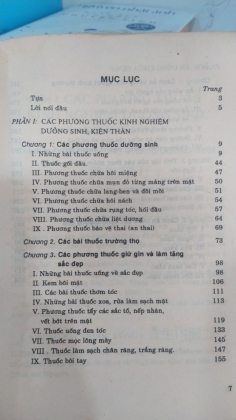 MỤC LỤC
Trang
Tựa 3
Lời nói đầu 5
PHẦN I: CÁC PHƯƠNG THUỐC KINH NGHIỆM
DƯỠNG SINH, KIỆN THÂN
Chương 1: Các phương thuốc dưỡng sinh 9
I. Những bài thuốc uống 9
II. Thuốc gối đầu. 44
III. Phương thuốc chữa hôi miệng 47
IV. Phương thuốc chữa mụn đỏ từng mảng trên mặt 50
V. Phương thuốc chữa lang-ben và đồi mồi 51
VI. Phương thuốc chữa hôi nách 54
VII. Phương thuốc chữa rụng tóc, hói đầu 57
VIII. Phương thuốc chữa liệt dương 64
IX. Phương thuốc bảo vệ thai (an thai) 69
Chương 2. Các bài thuốc trường thọ 73
Chương 3. Các phương thuốc giữ gìn và làm tăng
sắc đẹp 98
I. Những bài thuốc uống về sắc đẹp 98
II. Kem bôi mặt 106
III. Các bài thuốc thơm tóc 111
IV. Những bài thuốc xoa, rửa làm sạch mặt 113
V. Phương thuốc tẩy các sắc tố, nếp nhăn,
vết bớt trên mặt 119
VI. Thuốc uống đen tóc 133
VII. Thuốc mọc lông mày 145
VIII. Thuốc làm sạch chân răng, trắng răng. 147
IX. Thuốc bôi tay 155
7